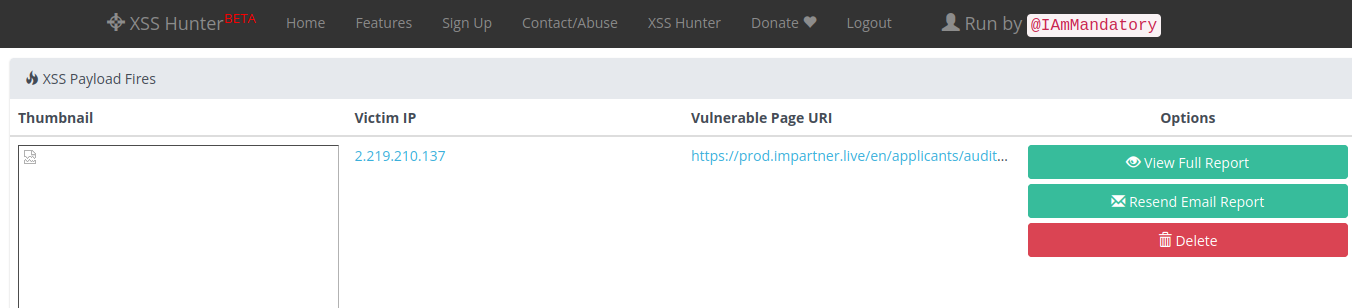 XSS Hunter BETA Home Features Sign Up Contact/Abuse XSS Hunter Donate ❤ Logout Run by @IAmMandatory
XSS Payload Fires
Thumbnail Victim IP Vulnerable Page URI Options
2.219.210.137 https://prod.impartner.live/en/applicants/audit... View Full Report
Resend Email Report
Delete